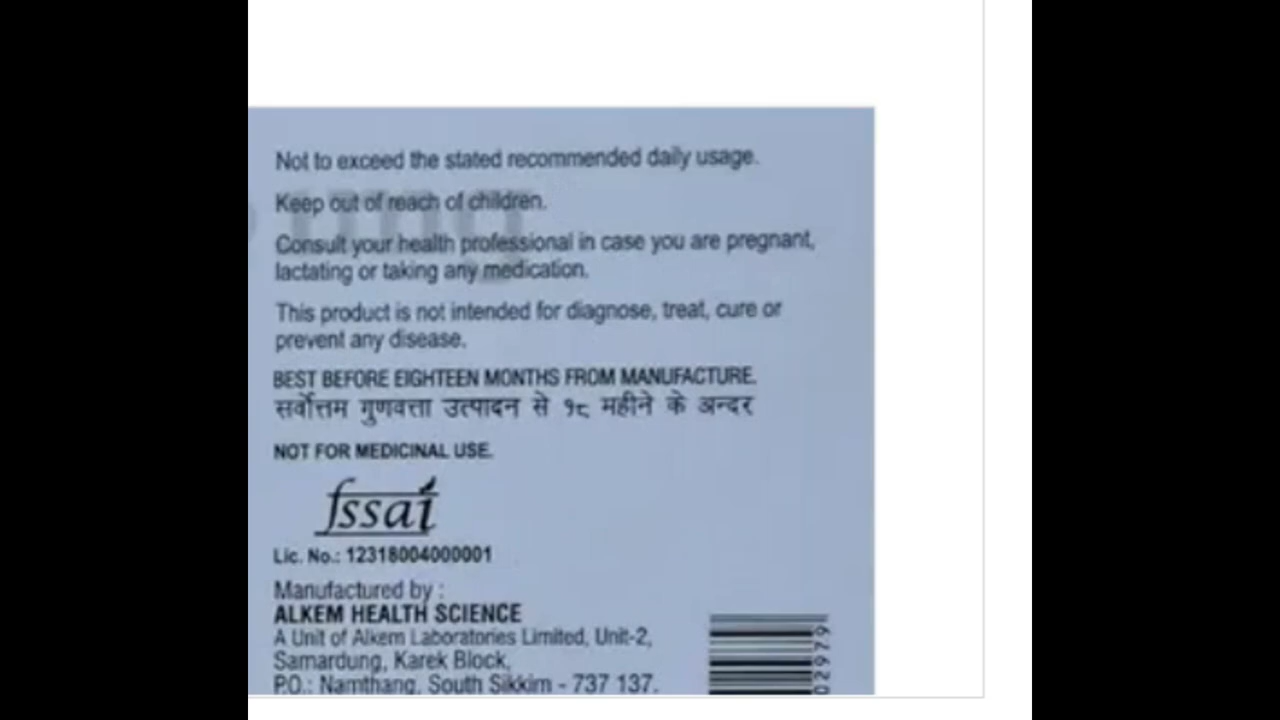 Not to exceed the stated recommended daily usage.
Keep out of reach of children.
Consult your health professional in case you are pregnant,
lactating or taking any medication.
This product is not intended for diagnose, treat, cure or
prevent any disease.
BEST BEFORE EIGHTEEN MONTHS FROM MANUFACTURE.
सर्वोत्तम गुणवत्ता उत्पादन से १८ महीने के अन्दर
NOT FOR MEDICINAL USE.
fssai
Lic. No.: 12318004000001
Manufactured by :
ALKEM HEALTH SCIENCE
A Unit of Alkem Laboratories Limited, Unit-2,
Samardung, Karek Block,
P.O.: Namthang, South Sikkim - 737 137.
02979